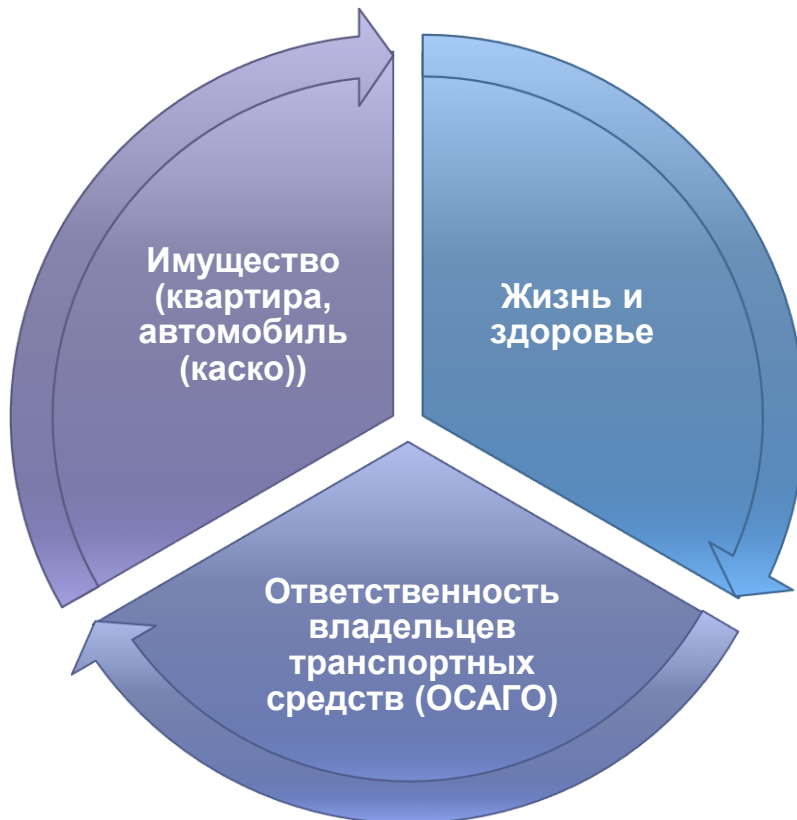 Имущество
(квартира,
автомобиль
(каско))
Жизнь и
здоровье
Ответственность
владельцев
транспортных
средств (ОСАГО)